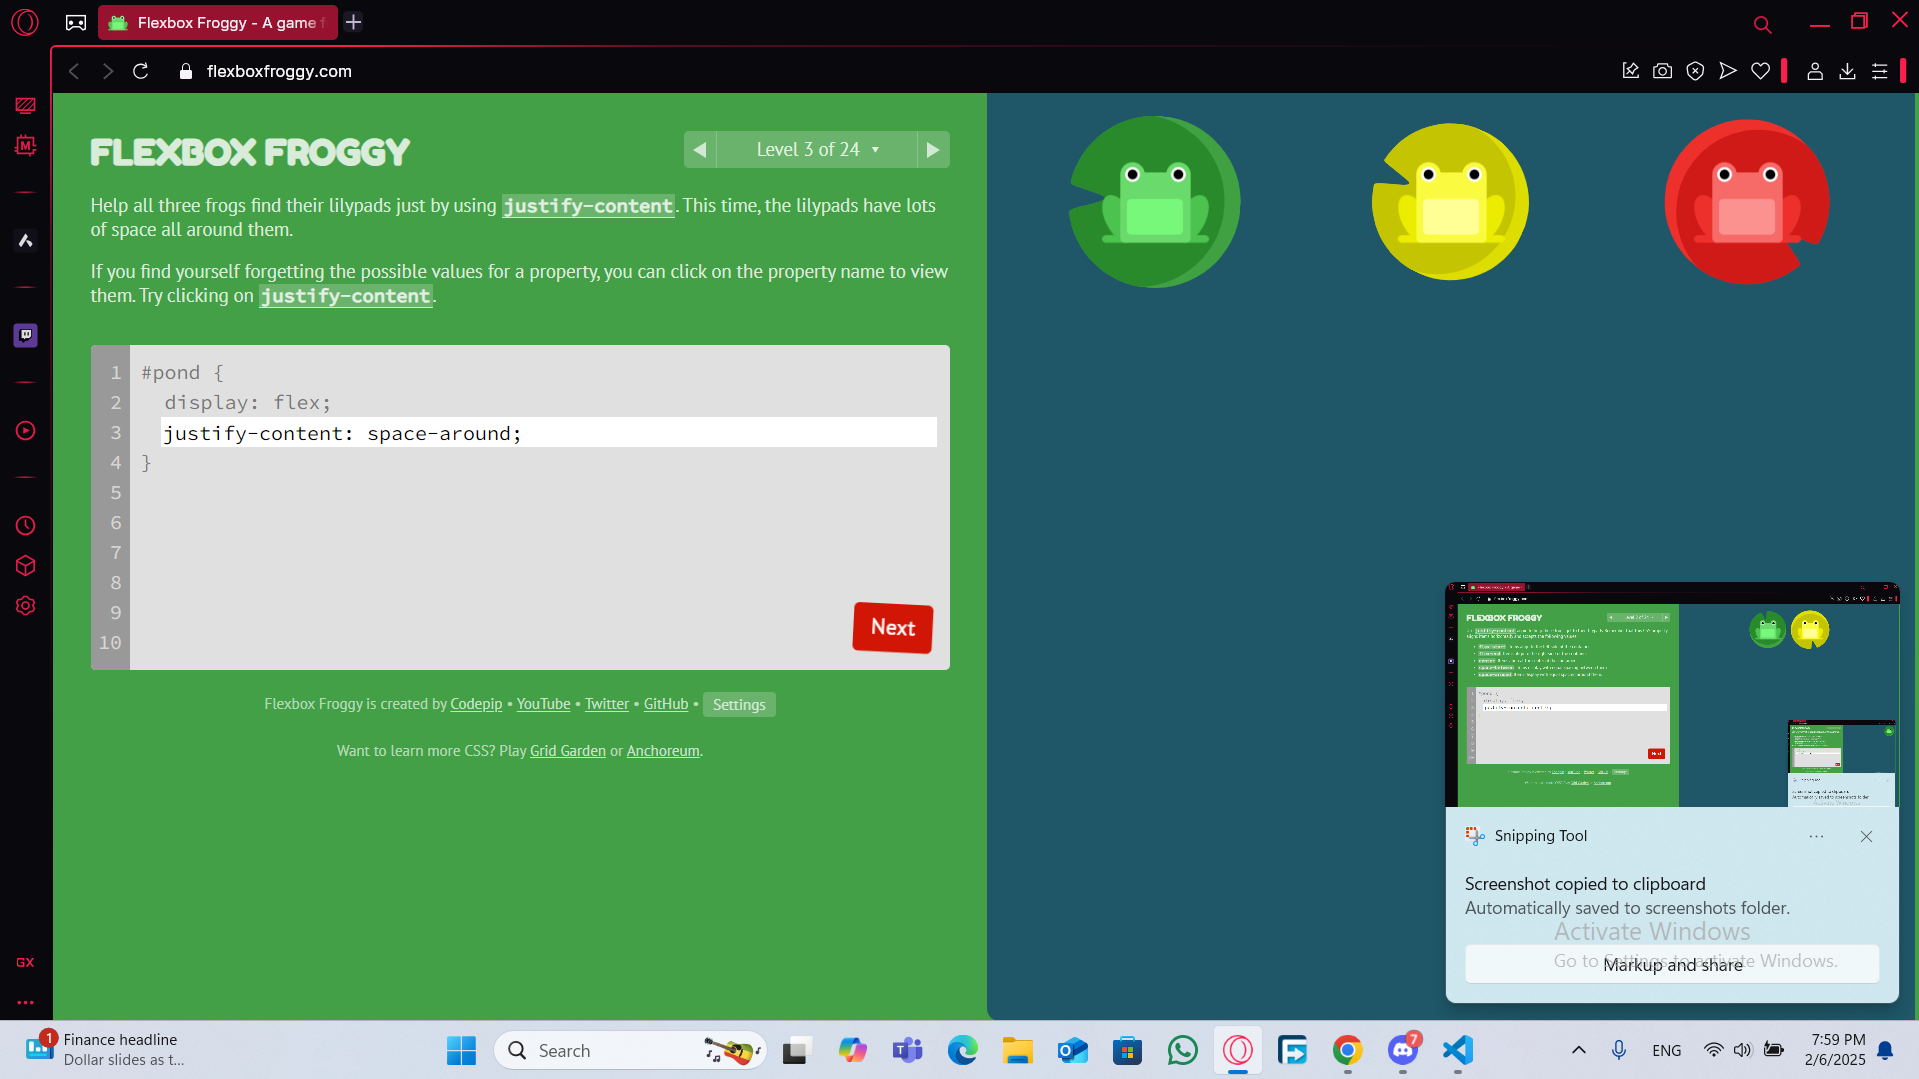 Flexbox Froggy - A game f
flexboxfroggy.com
FLEXBOX FROGGY
Level 3 of 24
Help all three frogs find their lilypads just by using justify-content. This time, the lilypads have lots
of space all around them.
If you find yourself forgetting the possible values for a property, you can click on the property name to view
them. Try clicking on justify-content.
1 #pond {
2 display: flex;
3 justify-content: space-around;
4 }
5
6
7
8
9
10
Next
Flexbox Froggy is created by Codepip • YouTube • Twitter • GitHub • Settings
Want to learn more CSS? Play Grid Garden or Anchoreum.
FLEXBOX FROGGY
Snipping Tool
Screenshot copied to clipboard
Automatically saved to screenshots folder.
Activate Windows
Go to Settings to activate Windows.
Markup and share
M
GX
1
Finance headline
Dollar slides as t...
Search
7
ENG
7:59 PM
2/6/2025